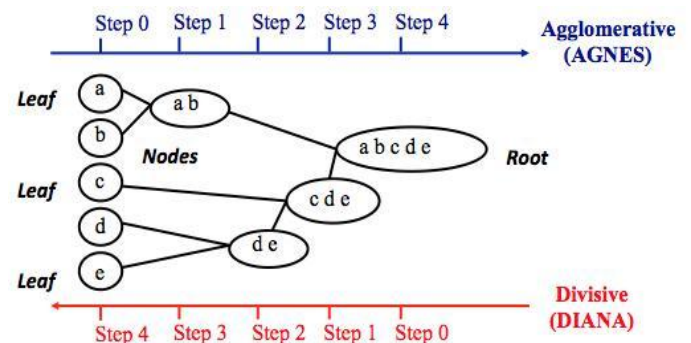 Step 0 Step 1 Step 2 Step 3 Step 4
Agglomerative
(AGNES)
Leaf
a
a b
b
Nodes
a b c d e
Root
Leaf
c
c d e
d
d e
Leaf
e
Divisive
(DIANA)
Step 4 Step 3 Step 2 Step 1 Step 0